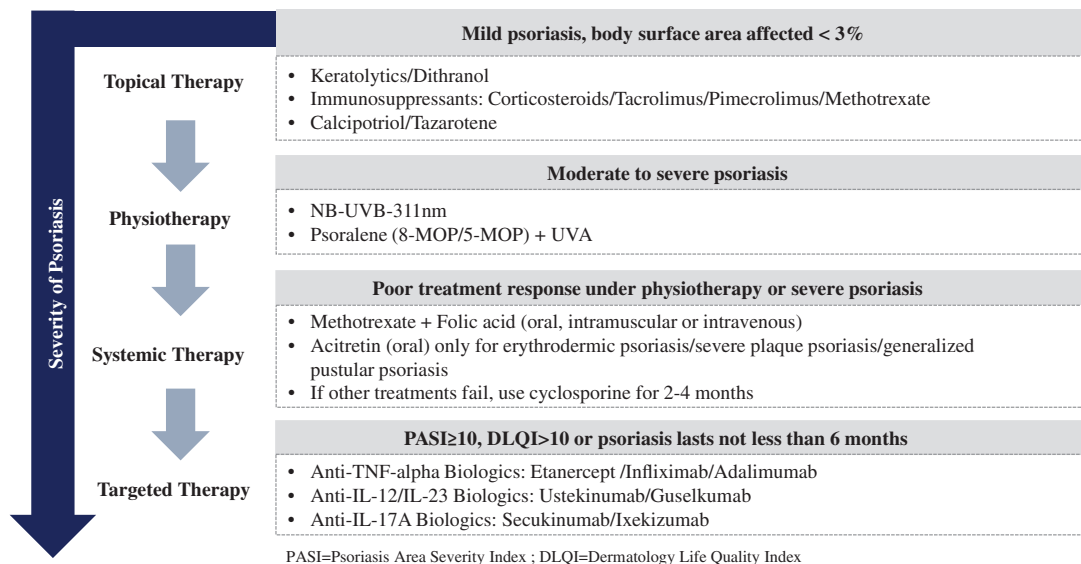 Severity of Psoriasis
Mild psoriasis, body surface area affected < 3%
Topical Therapy
• Keratolytics/Dithranol
• Immunosuppressants: Corticosteroids/Tacrolimus/Pimecrolimus/Methotrexate
• Calcipotriol/Tazarotene
Moderate to severe psoriasis
Physiotherapy
• NB-UVB-311nm
• Psoralene (8-MOP/5-MOP) + UVA
Poor treatment response under physiotherapy or severe psoriasis
Systemic Therapy
• Methotrexate + Folic acid (oral, intramuscular or intravenous)
• Acitretin (oral) only for erythrodermic psoriasis/severe plaque psoriasis/generalized
pustular psoriasis
• If other treatments fail, use cyclosporine for 2-4 months
PASI≥10, DLQI>10 or psoriasis lasts not less than 6 months
Targeted Therapy
• Anti-TNF-alpha Biologics: Etanercept /Infliximab/Adalimumab
• Anti-IL-12/IL-23 Biologics: Ustekinumab/Guselkumab
• Anti-IL-17A Biologics: Secukinumab/Ixekizumab
PASI=Psoriasis Area Severity Index ; DLQI=Dermatology Life Quality Index